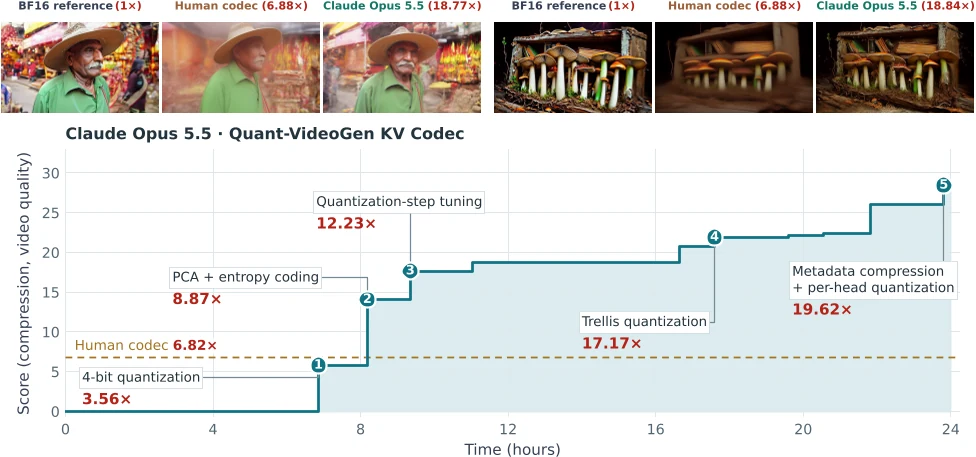 BF16 reference (1×)
Human codec (6.88×)
Claude Opus 5.5 (18.77×)
BF16 reference (1×)
Human codec (6.88×)
Claude Opus 5.5 (18.84×)
Claude Opus 5.5 · Quant-VideoGen KV Codec
Score (compression, video quality)
30
25
20
15
10
5
0
Quantization-step tuning
12.23×
PCA + entropy coding
8.87×
Human codec 6.82×
4-bit quantization
3.56×
Trellis quantization
17.17×
Metadata compression
+ per-head quantization
19.62×
1
2
3
4
5
0
4
8
12
16
20
24
Time (hours)